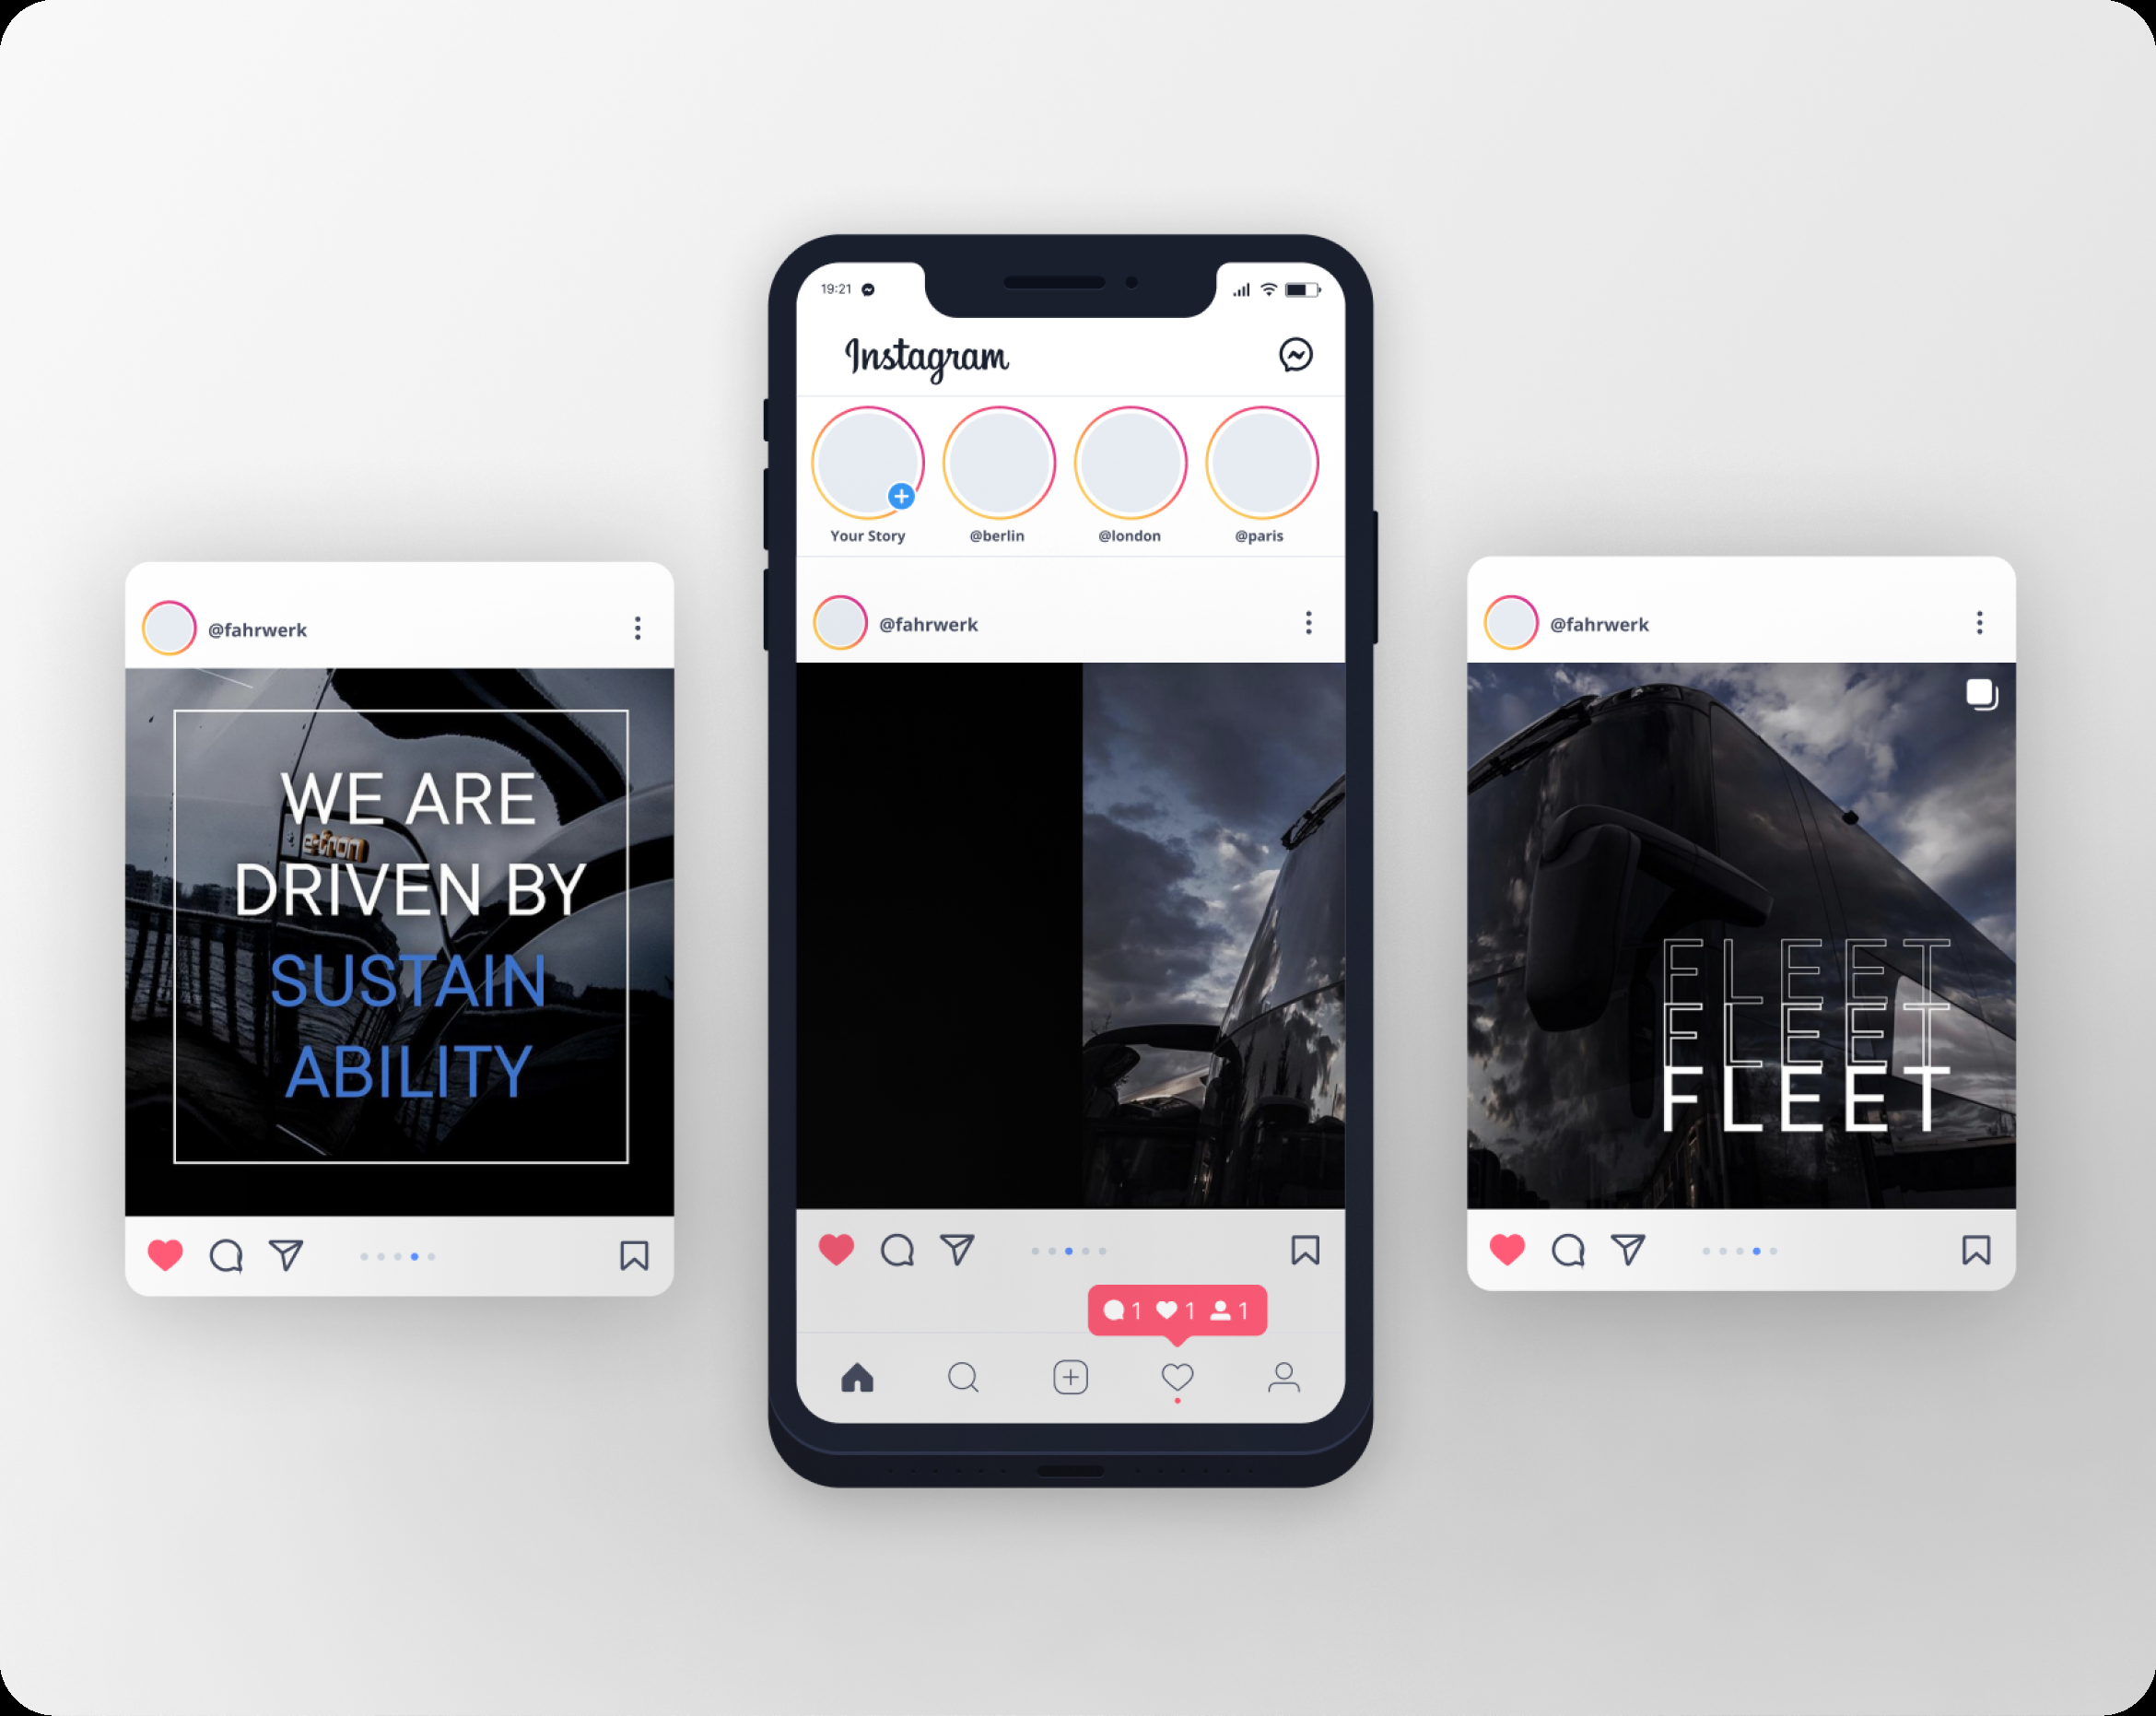 @fahrwerk
WE ARE
e-tron
DRIVEN BY
SUSTAIN
ABILITY
19:21
Instagram
Your Story
@berlin
@london
@paris
@fahrwerk
1
1
1
@fahrwerk
FLEET
FLEET
FLEET